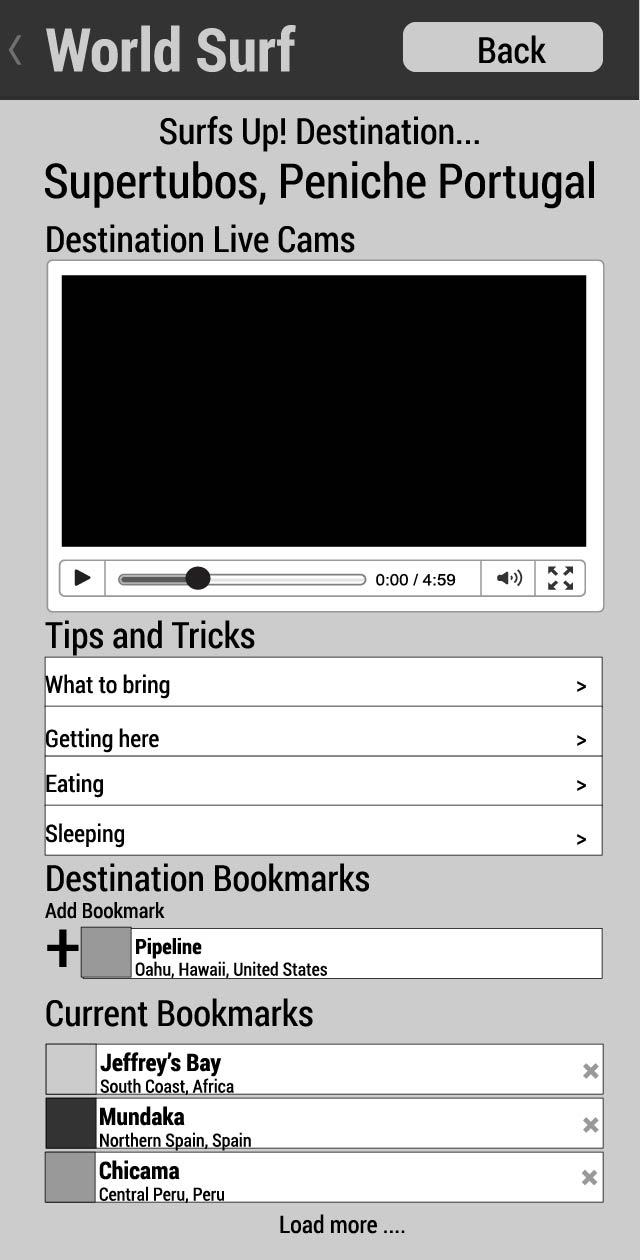 World Surf
Back
Surfs Up! Destination...
Supertubos, Peniche Portugal
Destination Live Cams
0:00 / 4:59
Tips and Tricks
What to bring >
Getting here >
Eating >
Sleeping >
Destination Bookmarks
Add Bookmark
Pipeline
Oahu, Hawaii, United States
Current Bookmarks
Jeffrey's Bay
South Coast, Africa
Mundaka
Northern Spain, Spain
Chicama
Central Peru, Peru
Load more ....